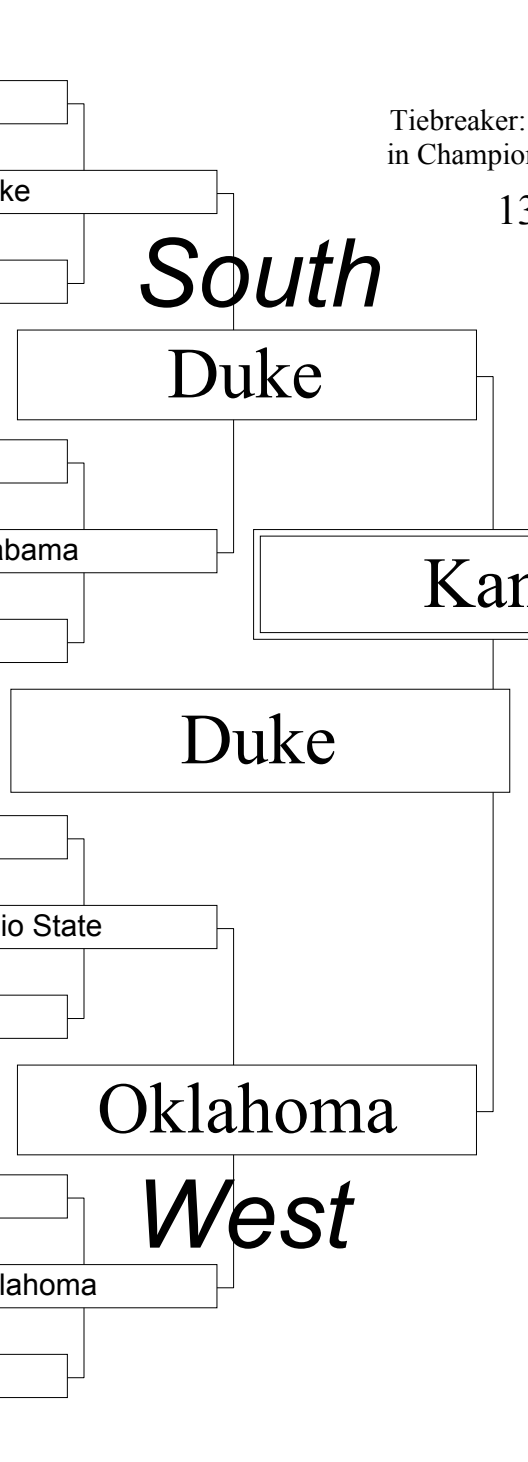 Tiebreaker:
in Champion
13
ke
South
Duke
abama
Kan
Duke
io State
Oklahoma
West
lahoma